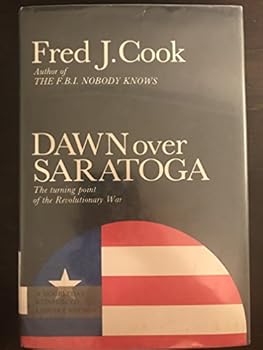 Fred J. Cook
Author of
THE F.B.I. NOBODY KNOWS
DAWN over
SARATOGA
The turning point
of the Revolutionary War